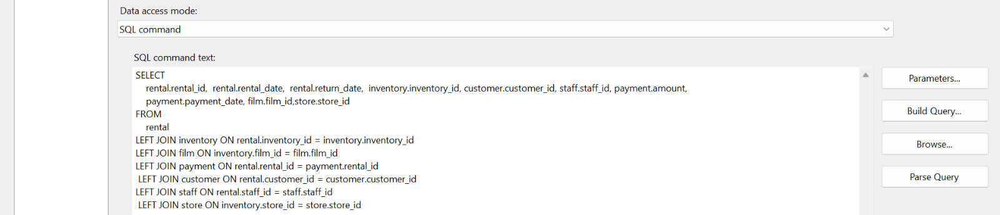 Data access mode:
SQL command
SQL command text:
SELECT
rental.rental_id,  rental.rental_date,  rental.return_date,  inventory.inventory_id, customer.customer_id, staff.staff_id, payment.amount,
payment.payment_date, film.film_id,store.store_id
FROM
rental
LEFT JOIN inventory ON rental.inventory_id = inventory.inventory_id
LEFT JOIN film ON inventory.film_id = film.film_id
LEFT JOIN payment ON rental.rental_id = payment.rental_id
LEFT JOIN customer ON rental.customer_id = customer.customer_id
LEFT JOIN staff ON rental.staff_id = staff.staff_id
LEFT JOIN store ON inventory.store_id = store.store_id
Parameters...
Build Query...
Browse...
Parse Query